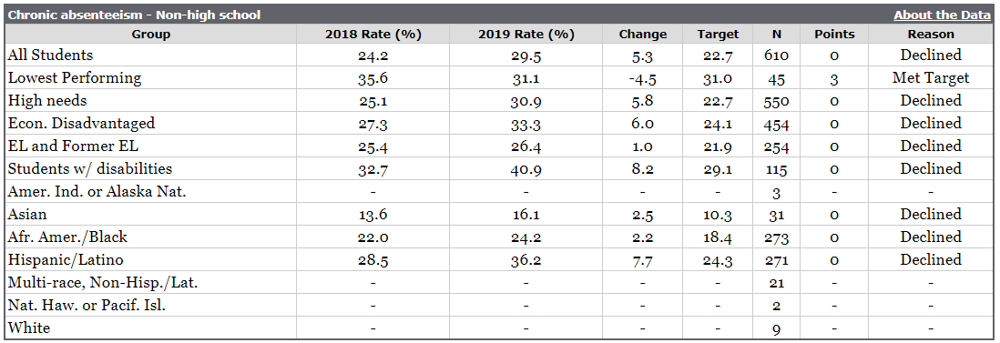 Chronic absenteeism - Non-high school About the Data
Group 2018 Rate (%) 2019 Rate (%) Change Target N Points Reason
All Students 24.2 29.5 5.3 22.7 610 0 Declined
Lowest Performing 35.6 31.1 -4.5 31.0 45 3 Met Target
High needs 25.1 30.9 5.8 22.7 550 0 Declined
Econ. Disadvantaged 27.3 33.3 6.0 24.1 454 0 Declined
EL and Former EL 25.4 26.4 1.0 21.9 254 0 Declined
Students w/ disabilities 32.7 40.9 8.2 29.1 115 0 Declined
Amer. Ind. or Alaska Nat. - - - - 3 - -
Asian 13.6 16.1 2.5 10.3 31 0 Declined
Afr. Amer./Black 22.0 24.2 2.2 18.4 273 0 Declined
Hispanic/Latino 28.5 36.2 7.7 24.3 271 0 Declined
Multi-race, Non-Hisp./Lat. - - - - 21 - -
Nat. Haw. or Pacif. Isl. - - - - 2 - -
White - - - - 9 - -